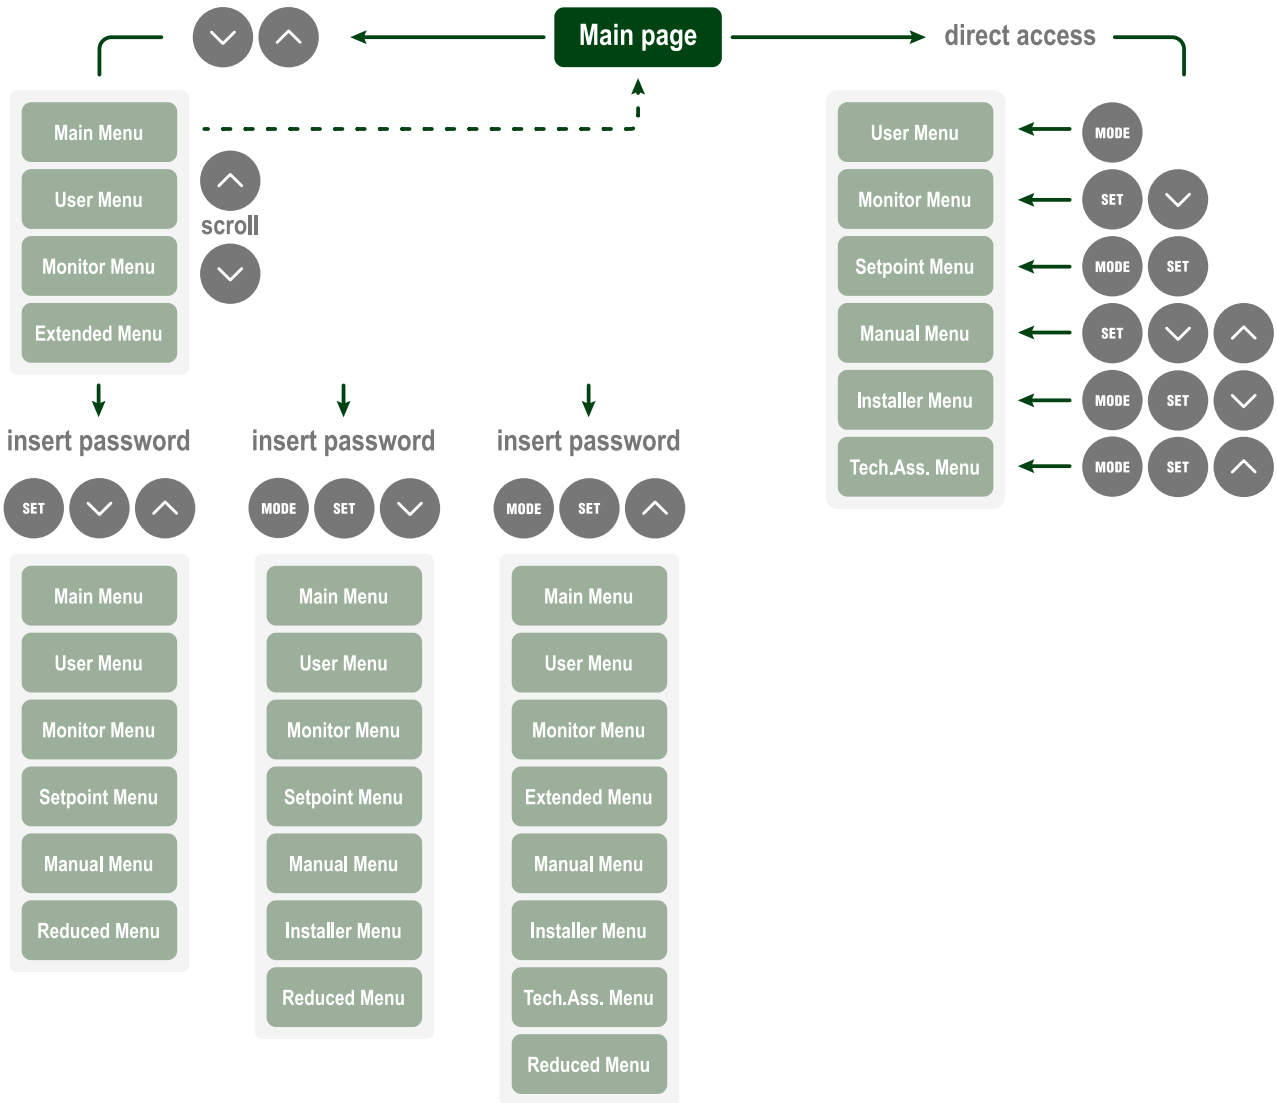 Main page
direct access
Main Menu
User Menu
Monitor Menu
Extended Menu
scroll
User Menu
MODE
Monitor Menu
SET
Setpoint Menu
MODE SET
Manual Menu
SET
Installer Menu
MODE SET
Tech.Ass. Menu
MODE SET
insert password
SET
Main Menu
User Menu
Monitor Menu
Setpoint Menu
Manual Menu
Reduced Menu
insert password
MODE SET
Main Menu
User Menu
Monitor Menu
Setpoint Menu
Manual Menu
Installer Menu
Reduced Menu
insert password
MODE SET
Main Menu
User Menu
Monitor Menu
Extended Menu
Manual Menu
Installer Menu
Tech.Ass. Menu
Reduced Menu